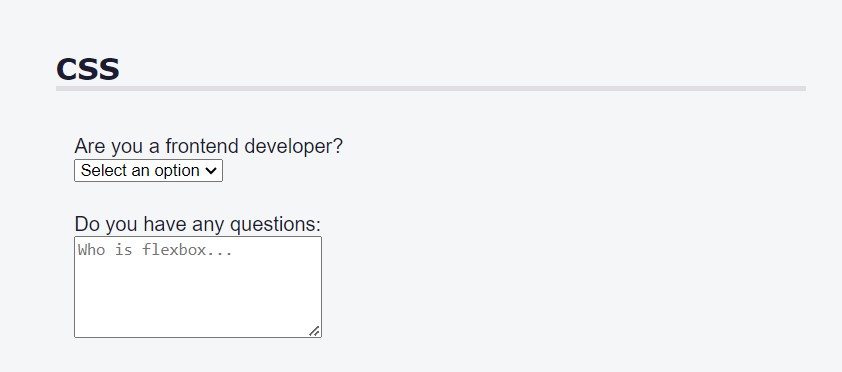 CSS
Are you a frontend developer?
Select an option
Do you have any questions:
Who is flexbox...